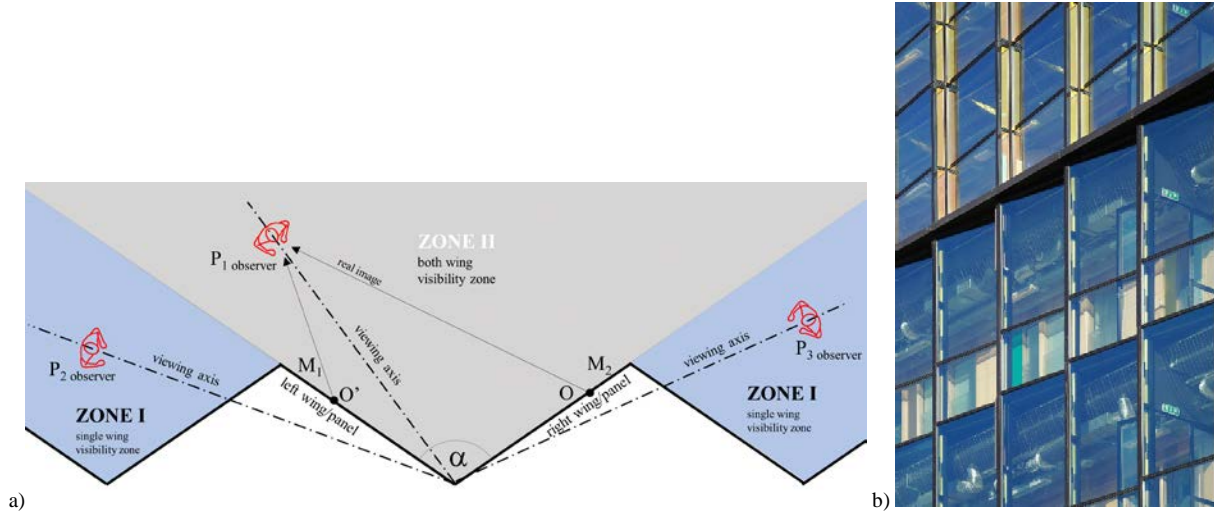 ZONE II
both wing
visibility zone
P1 observer
real image
viewing axis
P2 observer
viewing axis
P3 observer
viewing axis
M1
O'
left wing/panel
M2
O
right wing/panel
ZONE I
single wing
visibility zone
ZONE I
single wing
visibility zone
α
a)
b)